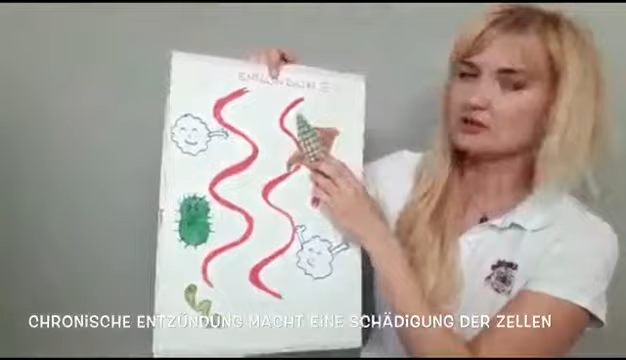 CHRONISCHE ENTZÜNDUNG MACHT EINE SCHÄDIGUNG DER ZELLEN